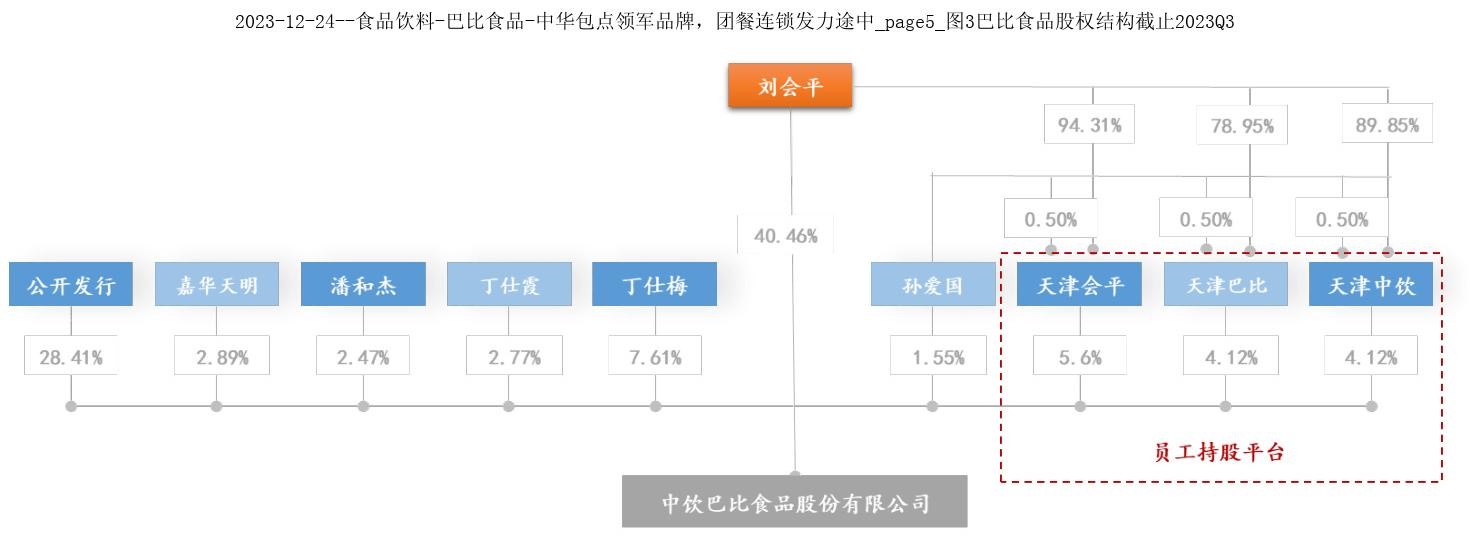 2023-12-24--食品饮料-巴比食品-中华包点领军品牌，团餐连锁发力途中_page5_图3巴比食品股权结构截止2023Q3
刘会平
94.31%
78.95%
89.85%
0.50%
0.50%
0.50%
40.46%
公开发行
嘉华天明
潘和杰
丁仕霞
丁仕梅
孙爱国
天津会平
天津巴比
天津中饮
28.41%
2.89%
2.47%
2.77%
7.61%
1.55%
5.6%
4.12%
4.12%
员工持股平台
中饮巴比食品股份有限公司